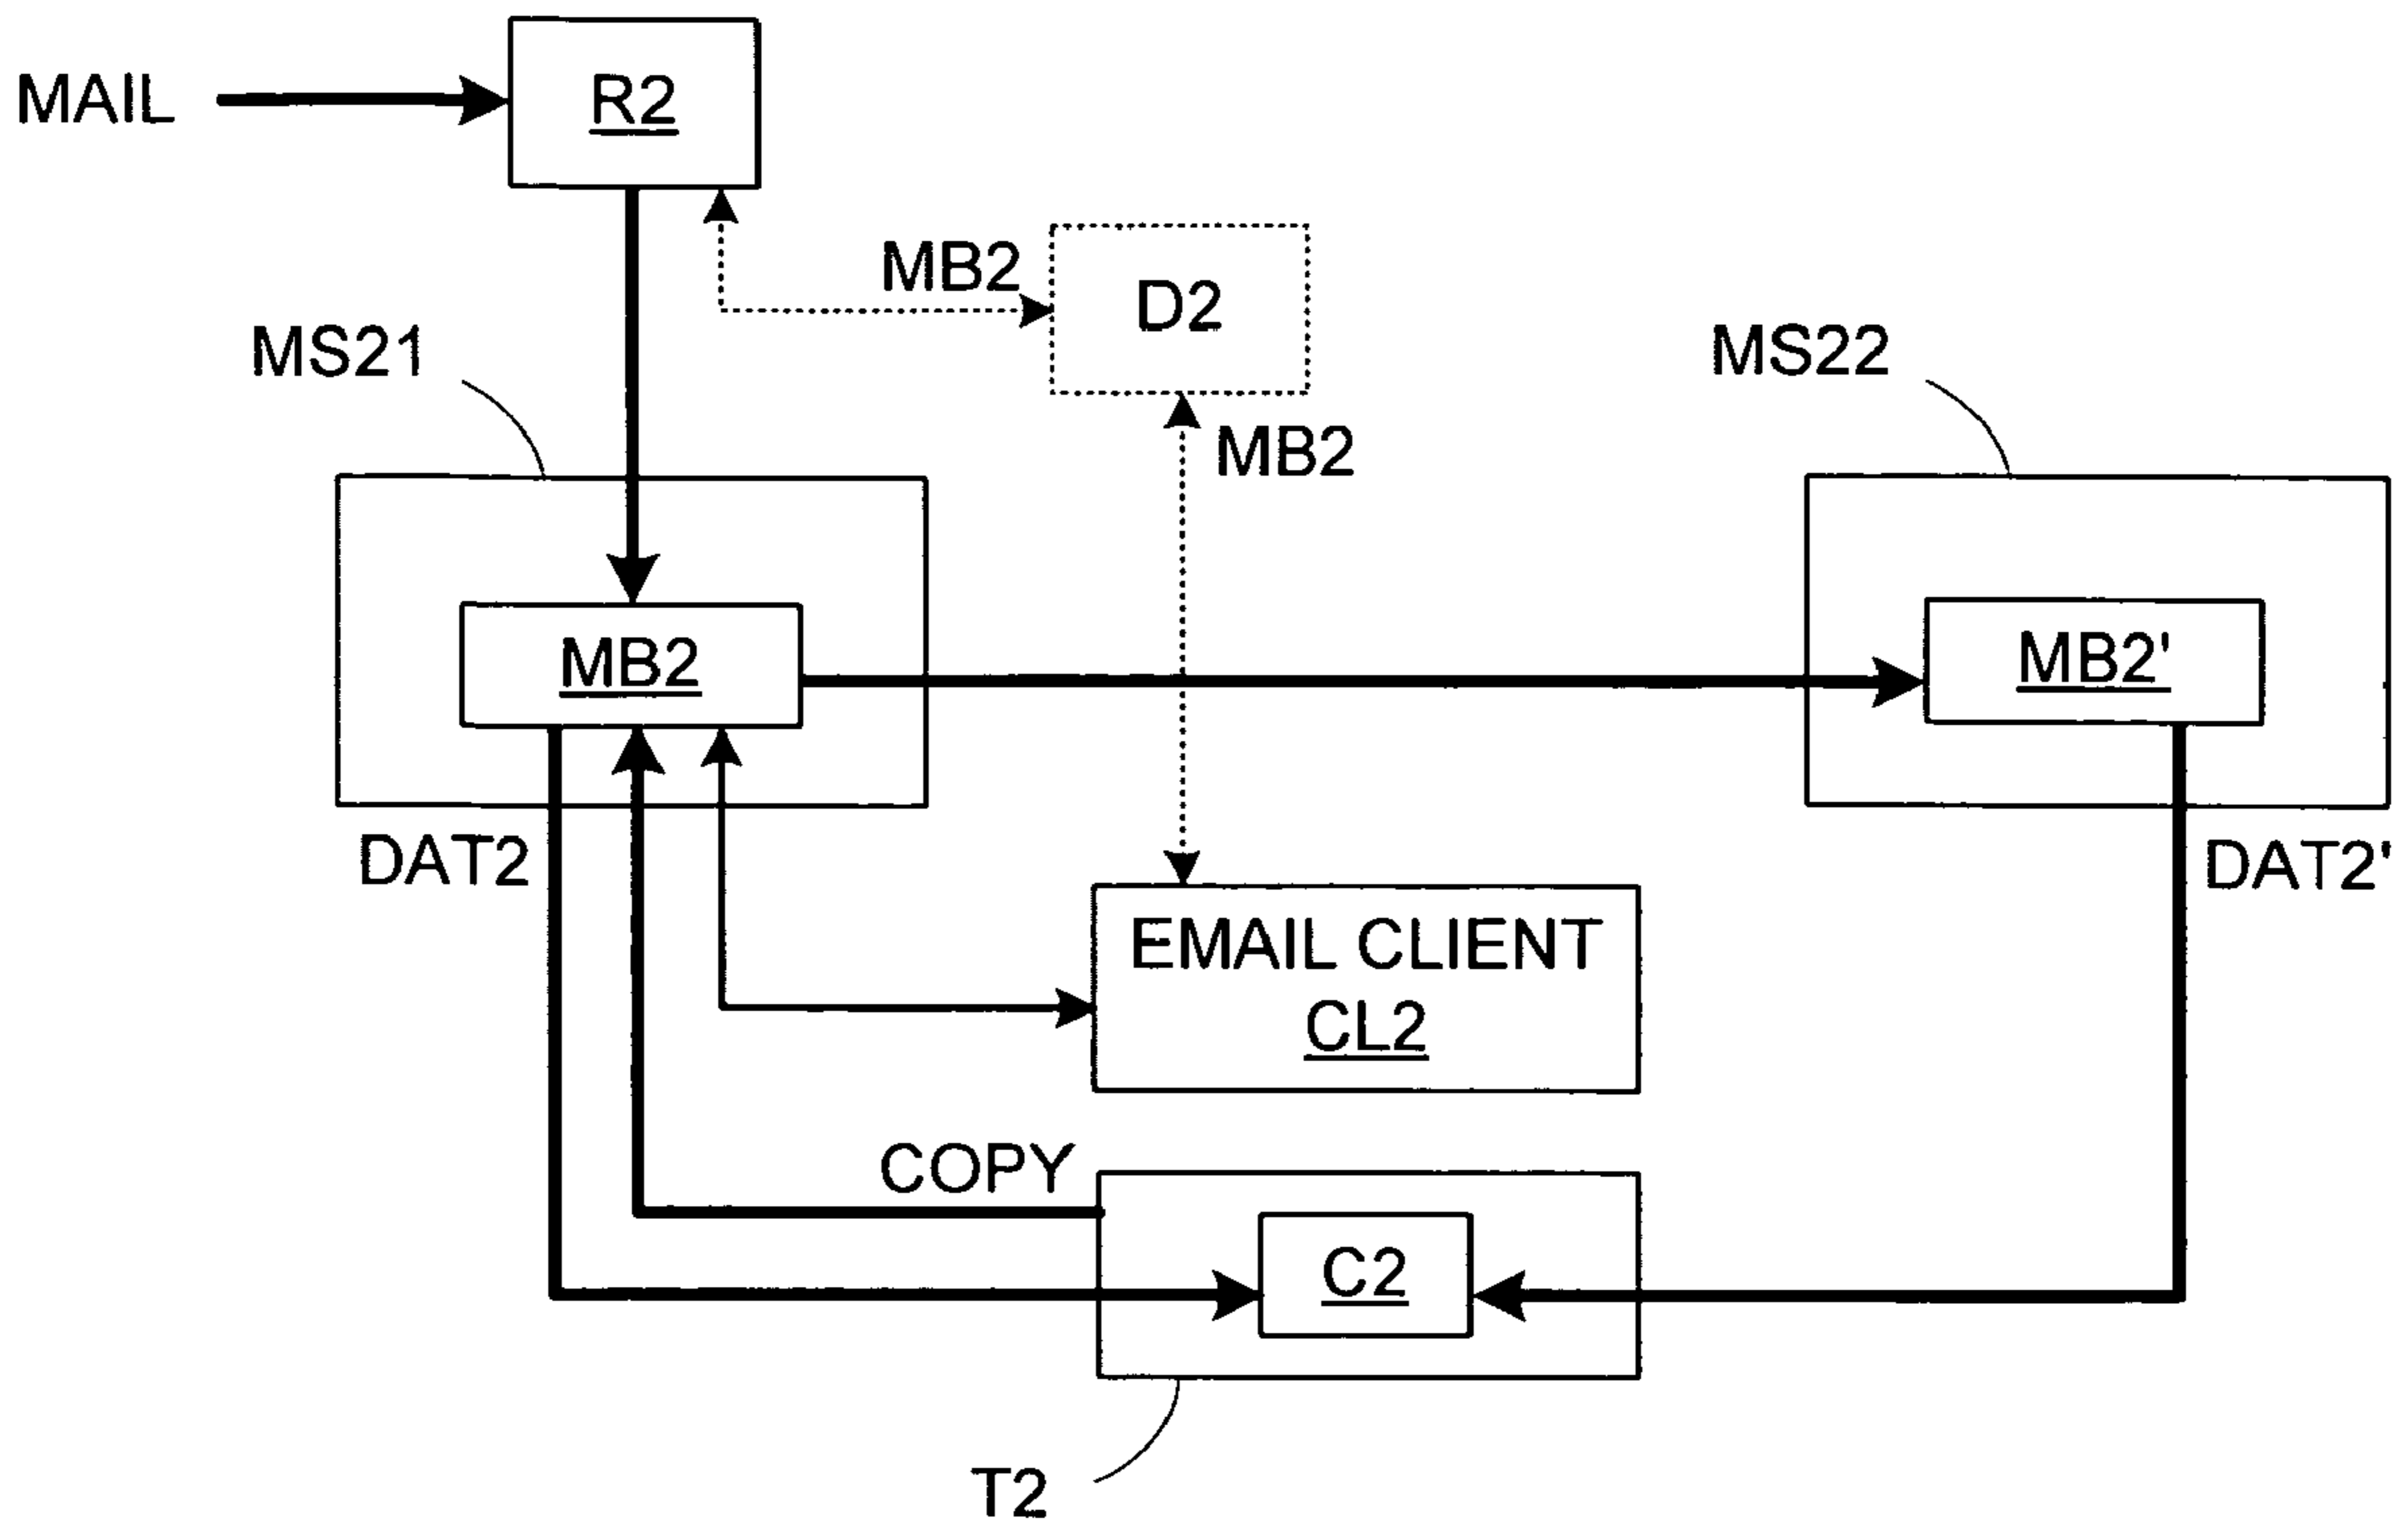 R2
MAIL
MB2
D2
MS21
MS22
MB2
MB2
MB2'
DAT2
DAT2'
EMAIL CLIENT
CL2
COPY
C2
T2